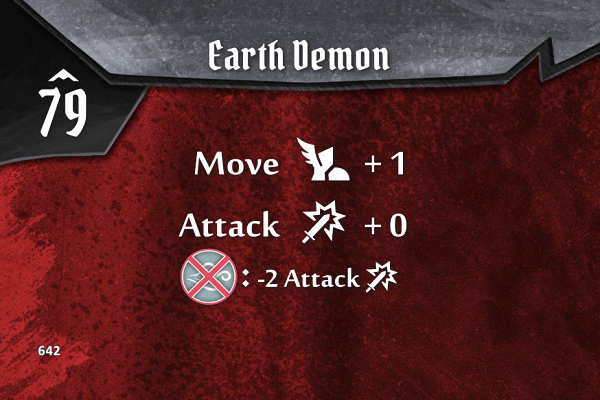 Earth Demon
79
Move + 1
Attack + 0
: -2 Attack
642